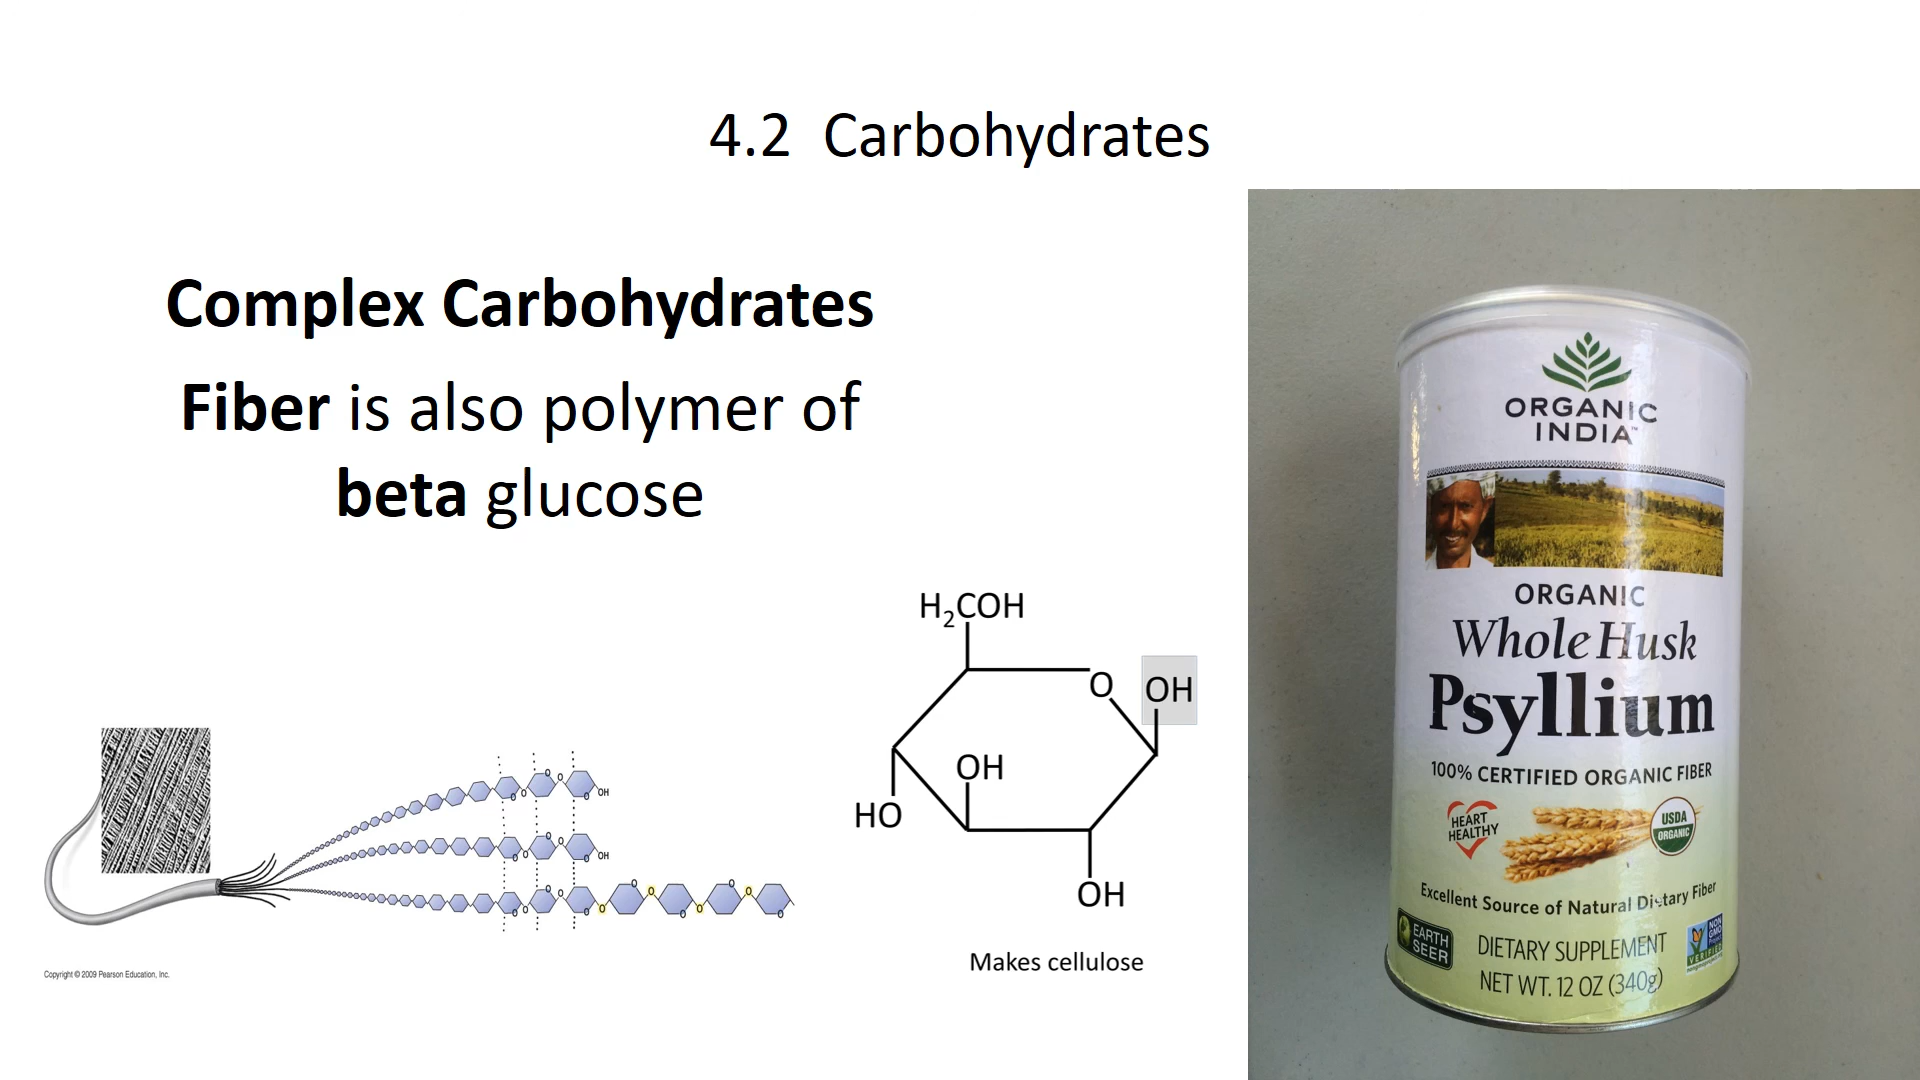 4.2 Carbohydrates
Complex Carbohydrates
Fiber is also polymer of
beta glucose
H₂COH
O
OH
OH
HO
OH
Makes cellulose
OH
OH
Copyright © 2009 Pearson Education, Inc.
ORGANIC
INDIA™
ORGANIC
Whole Husk
Psyllium
100% CERTIFIED ORGANIC FIBER
HEART
HEALTHY
USDA
ORGANIC
Excellent Source of Natural Dietary Fiber
EARTH
SEER
DIETARY SUPPLEMENT
NET WT. 12 OZ (340g)
NON
GMO
VERIFIED